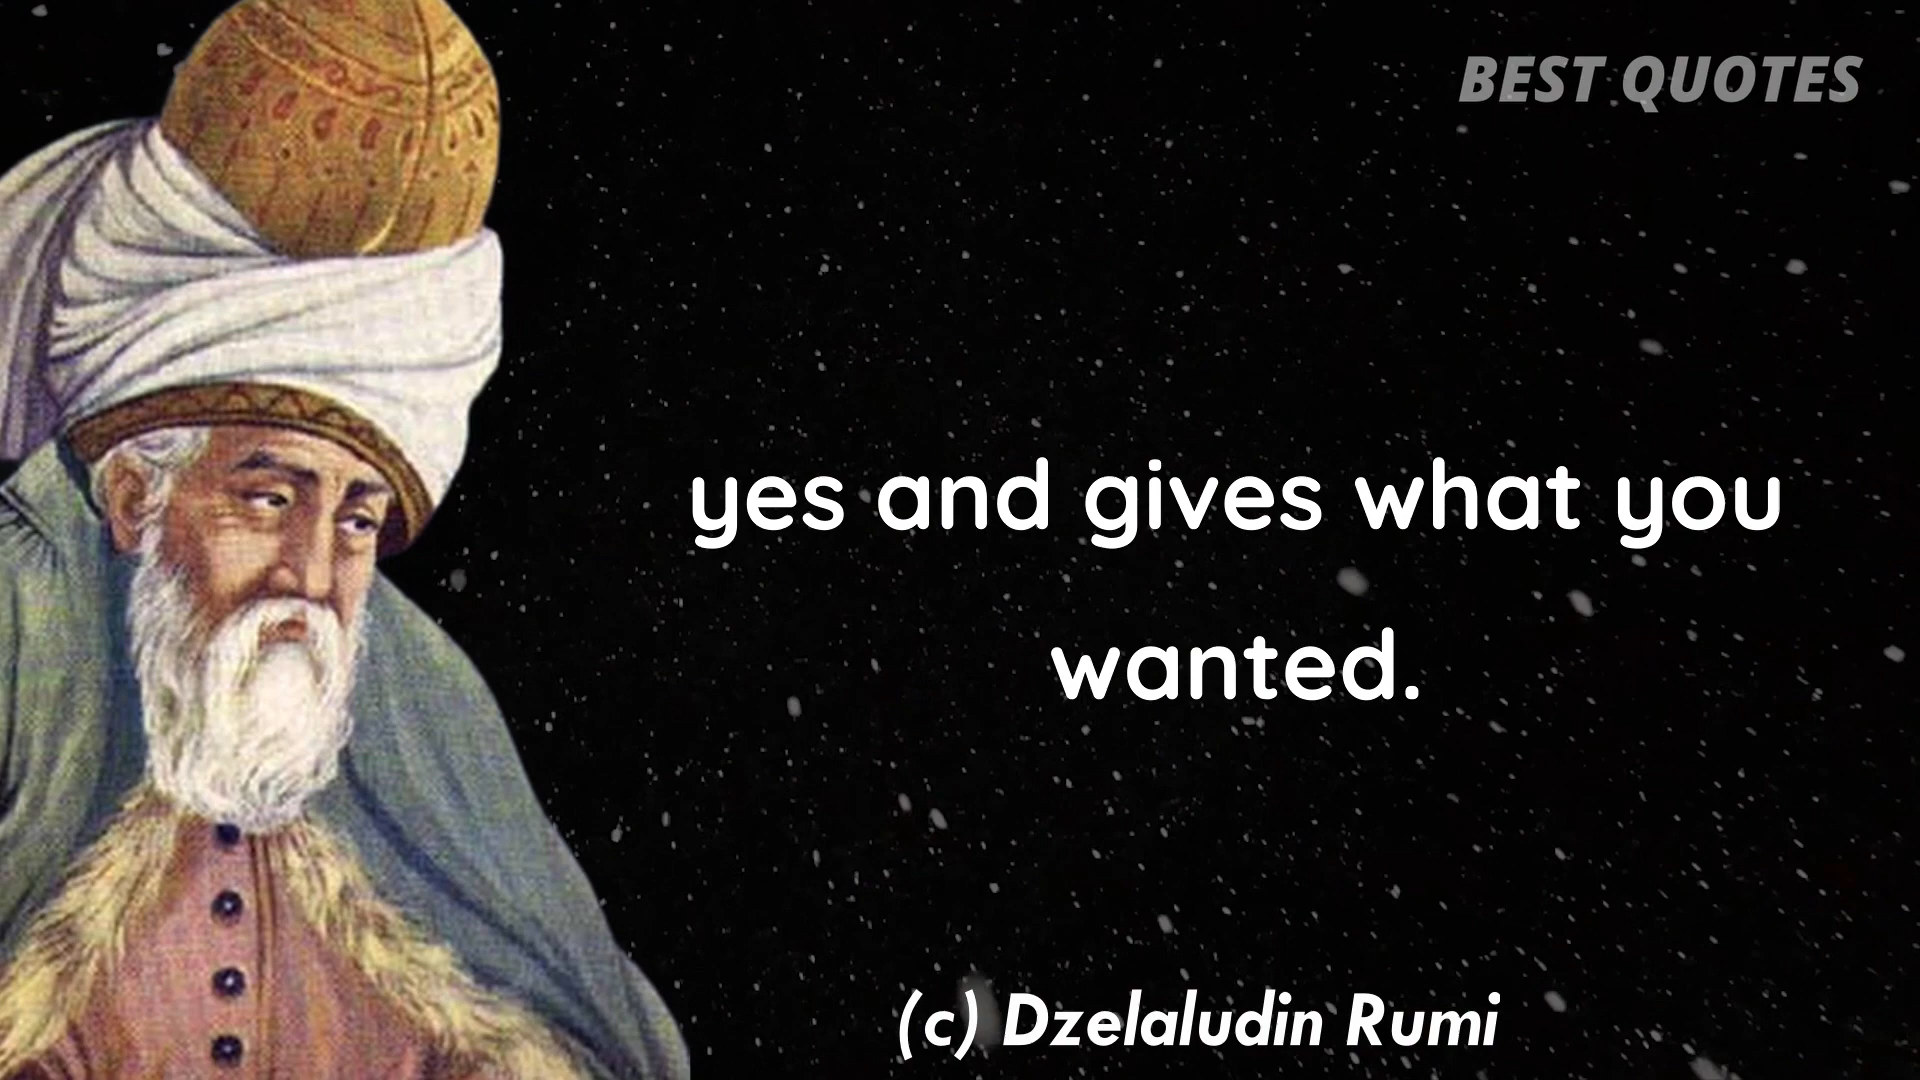 BEST QUOTES
yes and gives what you
wanted.
(c) Dzelaludin Rumi